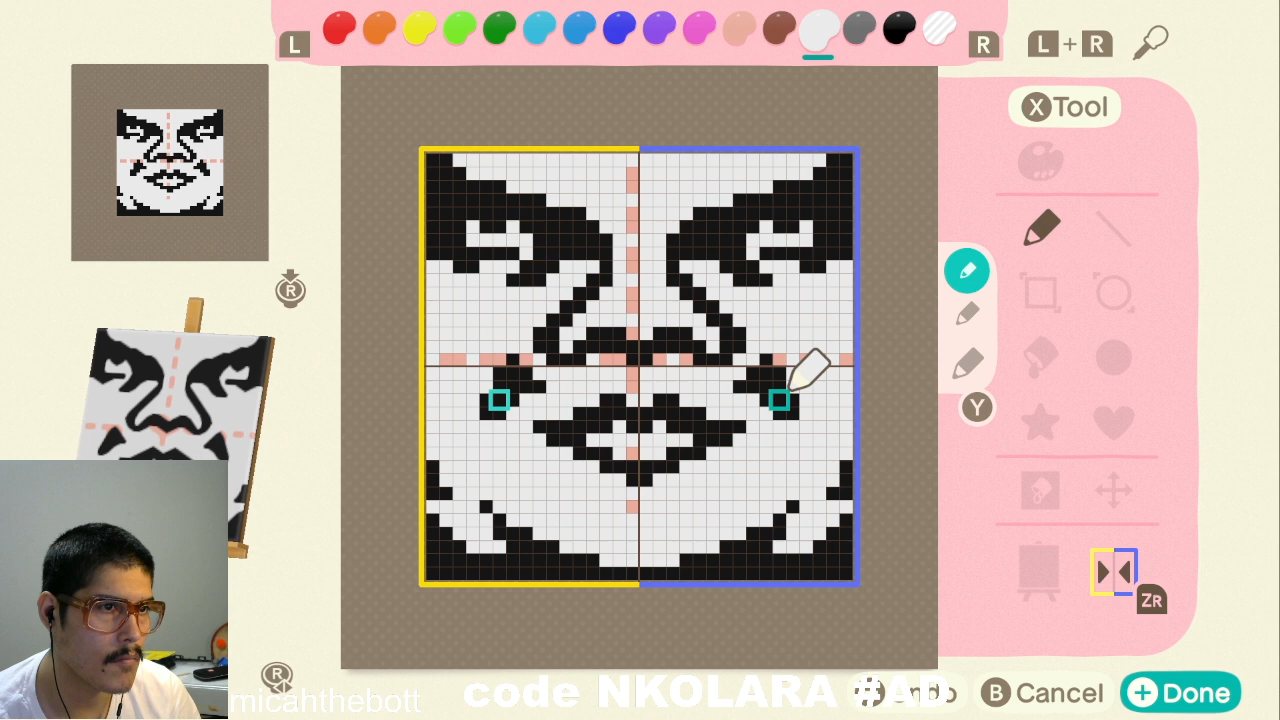 L
R
L + R
X Tool
R
Y
ZR
R
micahthebott
code NKOLARA #AD
B Cancel
+ Done